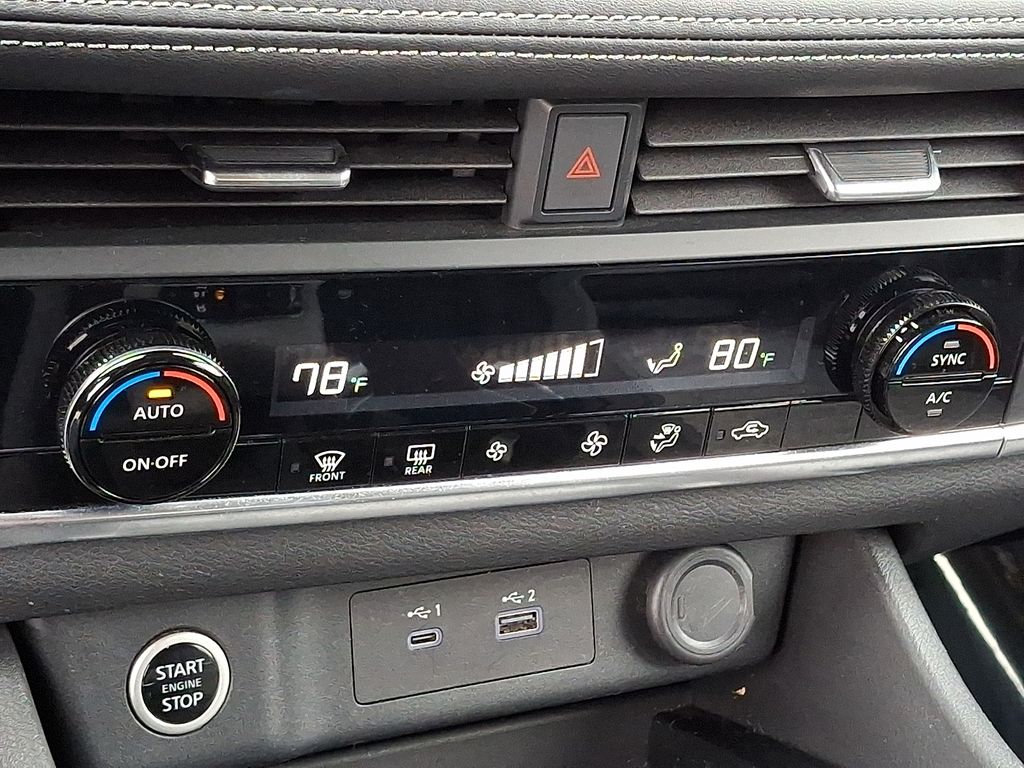 78°F
80°F
AUTO
ON·OFF
SYNC
A/C
FRONT
REAR
1
2
START
ENGINE
STOP